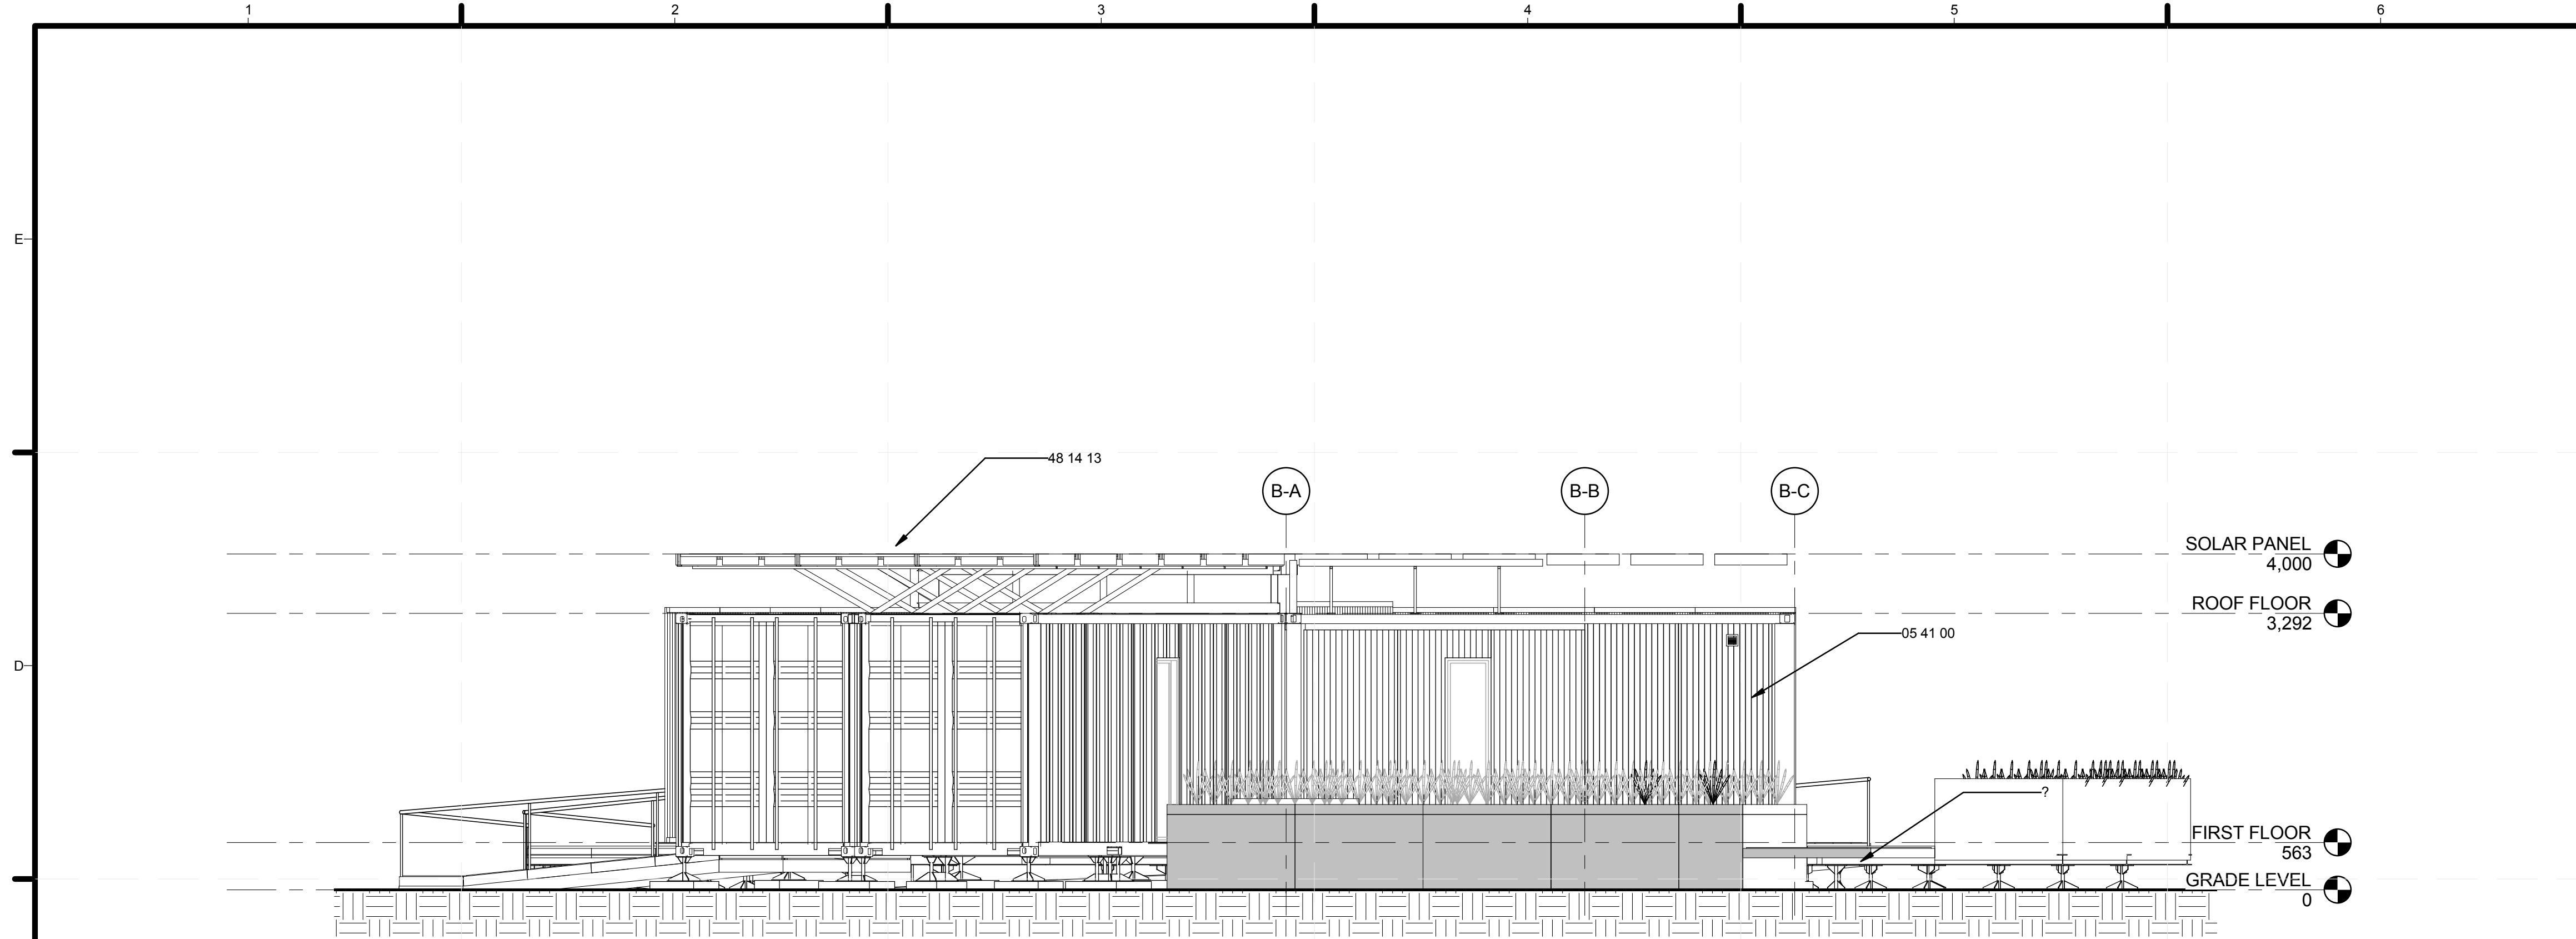 1 2 3 4 5 6
E
48 14 13
B-A B-B B-C
SOLAR PANEL
4,000
ROOF FLOOR
3,292
05 41 00
D
?
FIRST FLOOR
563
GRADE LEVEL
0